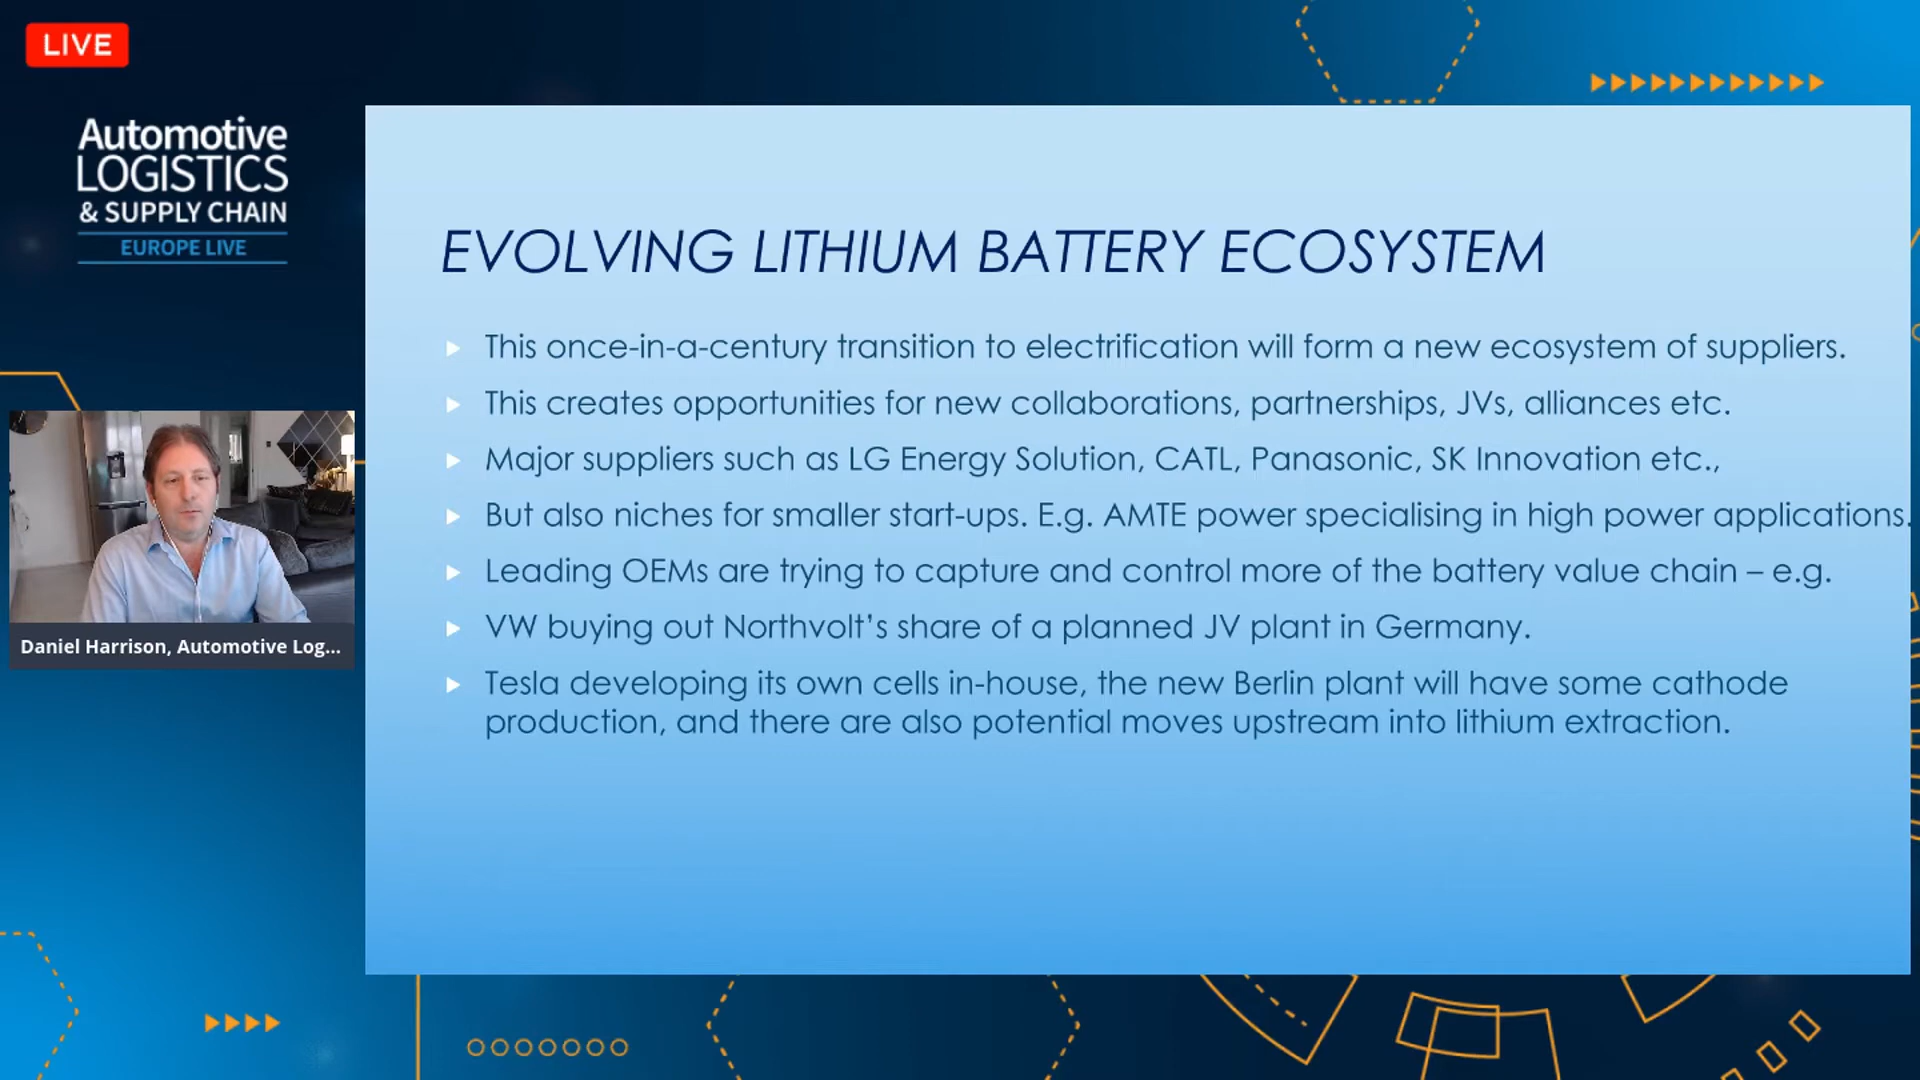 LIVE
Automotive
LOGISTICS
& SUPPLY CHAIN
EUROPE LIVE
EVOLVING LITHIUM BATTERY ECOSYSTEM
This once-in-a-century transition to electrification will form a new ecosystem of suppliers.
This creates opportunities for new collaborations, partnerships, JVs, alliances etc.
Major suppliers such as LG Energy Solution, CATL, Panasonic, SK Innovation etc.,
But also niches for smaller start-ups. E.g. AMTE power specialising in high power applications.
Leading OEMs are trying to capture and control more of the battery value chain – e.g.
VW buying out Northvolt’s share of a planned JV plant in Germany.
Tesla developing its own cells in-house, the new Berlin plant will have some cathode
production, and there are also potential moves upstream into lithium extraction.
Daniel Harrison, Automotive Log...